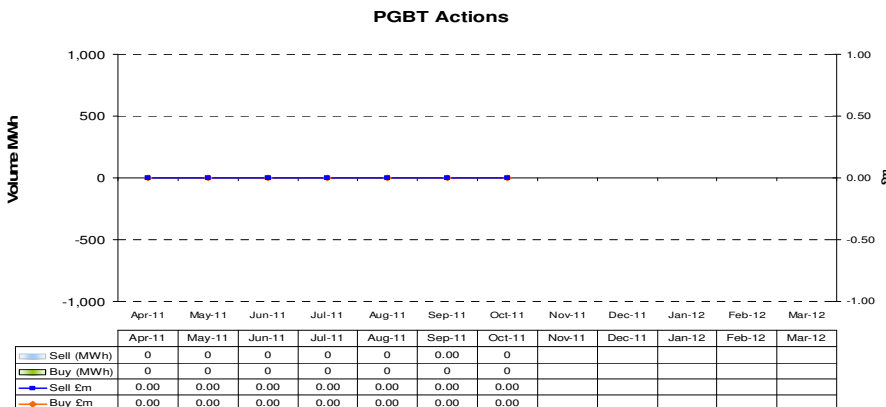 PGBT Actions
1,000
500
0
-500
-1,000
Volume MWh
1.00
0.50
0.00
-0.50
-1.00
£m
Apr-11 May-11 Jun-11 Jul-11 Aug-11 Sep-11 Oct-11 Nov-11 Dec-11 Jan-12 Feb-12 Mar-12
Apr-11 May-11 Jun-11 Jul-11 Aug-11 Sep-11 Oct-11 Nov-11 Dec-11 Jan-12 Feb-12 Mar-12
Sell (MWh) 0 0 0 0 0 0.00 0
Buy (MWh) 0 0 0 0 0 0 0
Sell £m 0.00 0.00 0.00 0.00 0.00 0.00 0.00
Buy £m 0.00 0.00 0.00 0.00 0.00 0.00 0.00